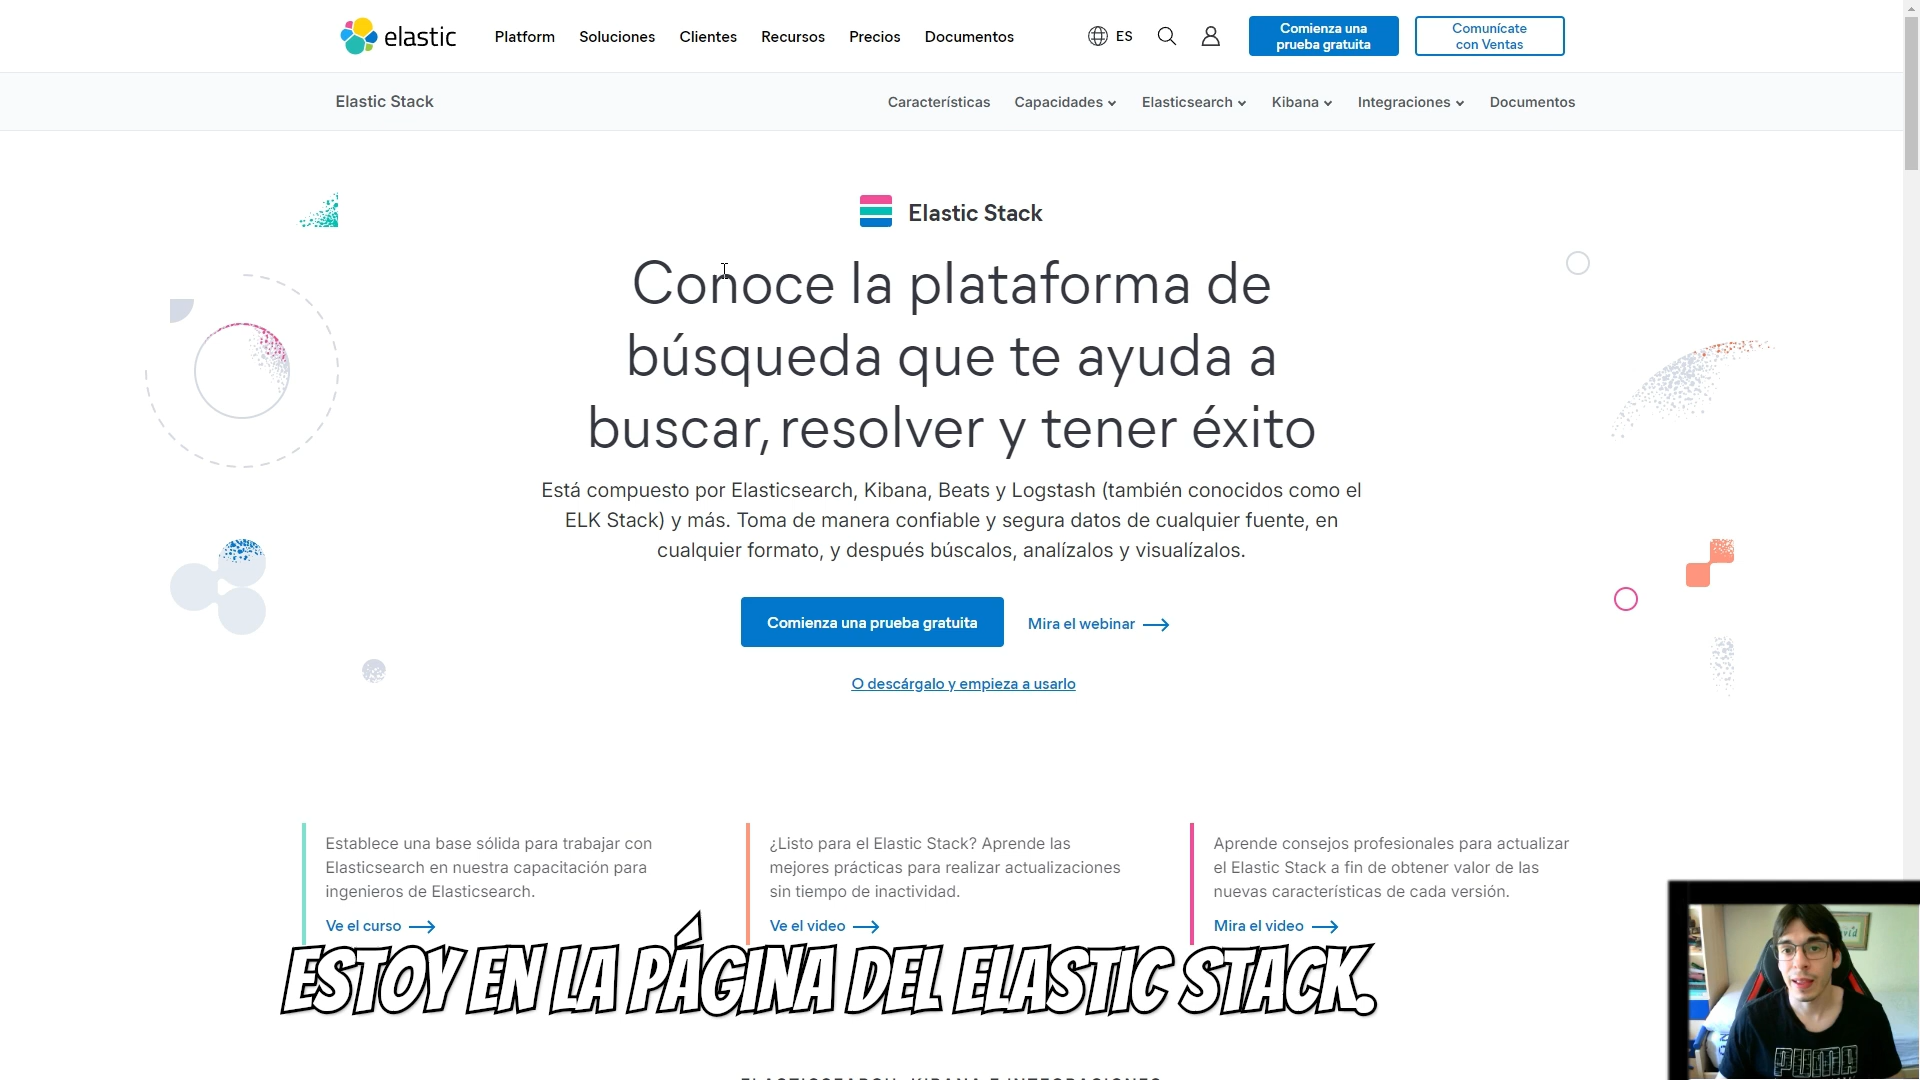 elastic
Platform Soluciones Clientes Recursos Precios Documentos
ES
Comienza una
prueba gratuita
Comunícate
con Ventas
Elastic Stack
Características Capacidades Elasticsearch Kibana Integraciones Documentos
Elastic Stack
Conoce la plataforma de
búsqueda que te ayuda a
buscar, resolver y tener éxito
Está compuesto por Elasticsearch, Kibana, Beats y Logstash (también conocidos como el
ELK Stack) y más. Toma de manera confiable y segura datos de cualquier fuente, en
cualquier formato, y después búscalos, analízalos y visualízalos.
Comienza una prueba gratuita
Mira el webinar
O descárgalo y empieza a usarlo
Establece una base sólida para trabajar con
Elasticsearch en nuestra capacitación para
ingenieros de Elasticsearch.
Ve el curso
¿Listo para el Elastic Stack? Aprende las
mejores prácticas para realizar actualizaciones
sin tiempo de inactividad.
Ve el video
Aprende consejos profesionales para actualizar
el Elastic Stack a fin de obtener valor de las
nuevas características de cada versión.
Mira el video
ESTOY EN LA PÁGINA DEL ELASTIC STACK.
ELASTICSEARCH, KIBANA E INTEGRACIONES
PUMA